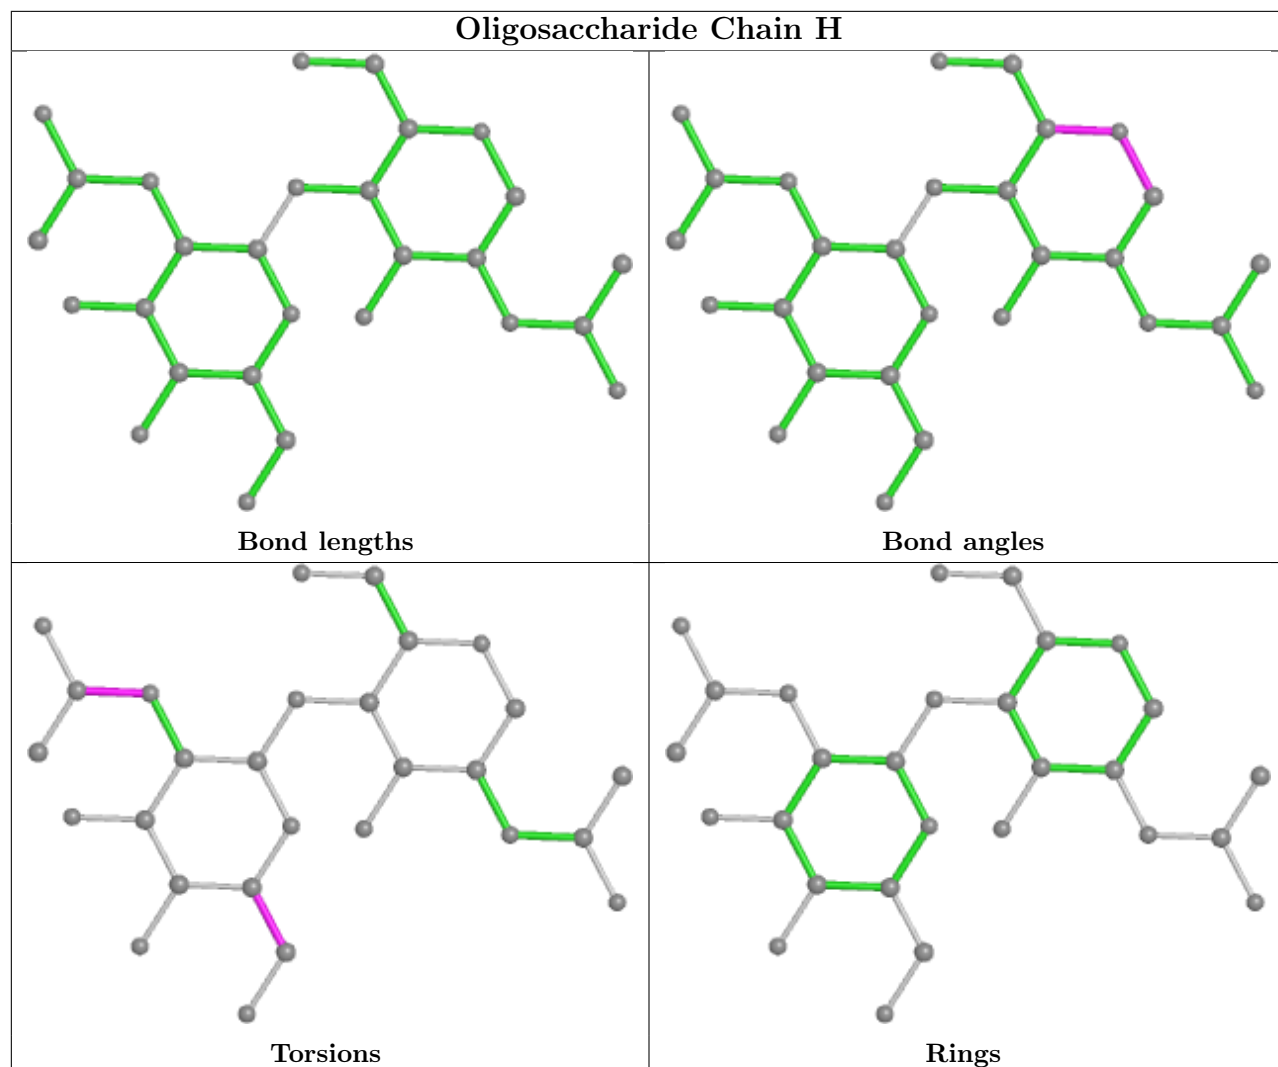 Oligosaccharide Chain H
Bond lengths
Bond angles
Torsions
Rings